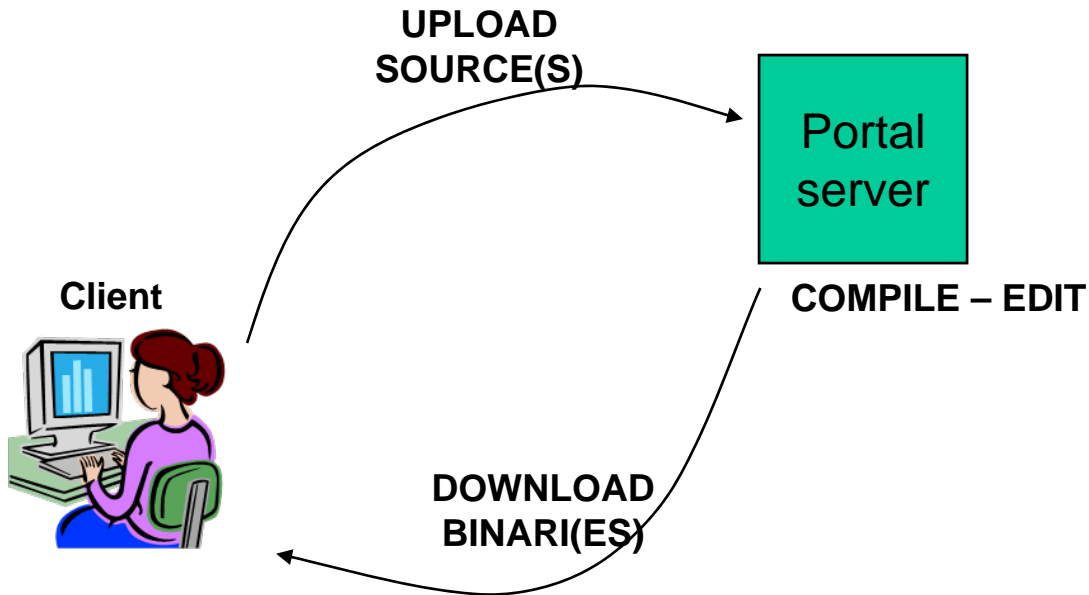 UPLOAD
SOURCE(S)
Portal
server
Client
COMPILE – EDIT
DOWNLOAD
BINARI(ES)